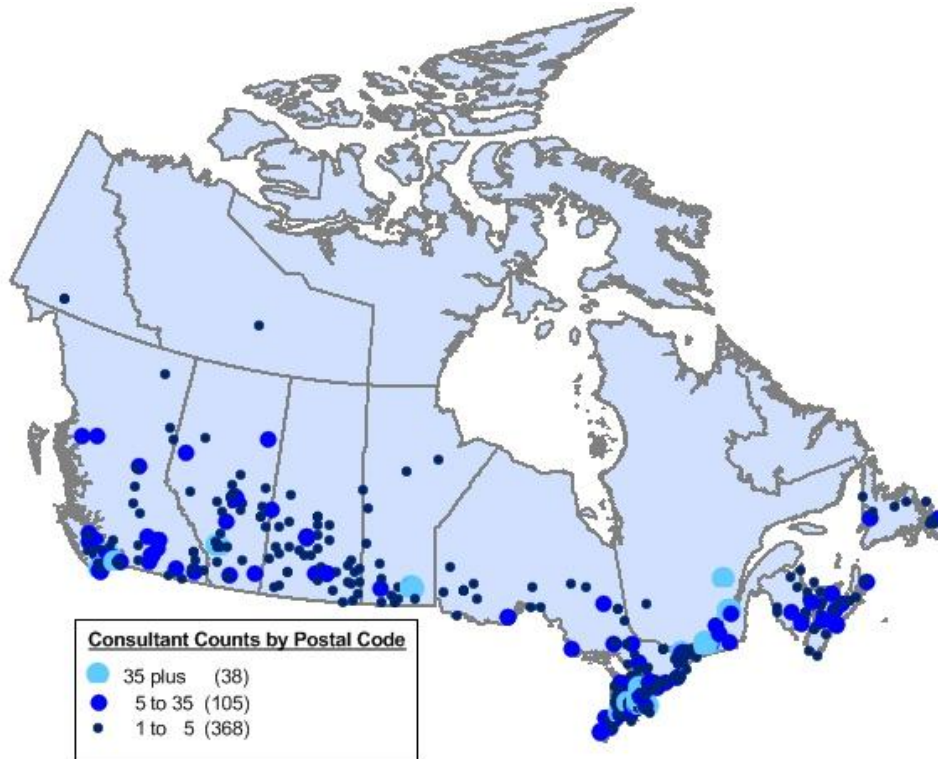 Consultant Counts by Postal Code
35 plus (38)
5 to 35 (105)
1 to 5 (368)